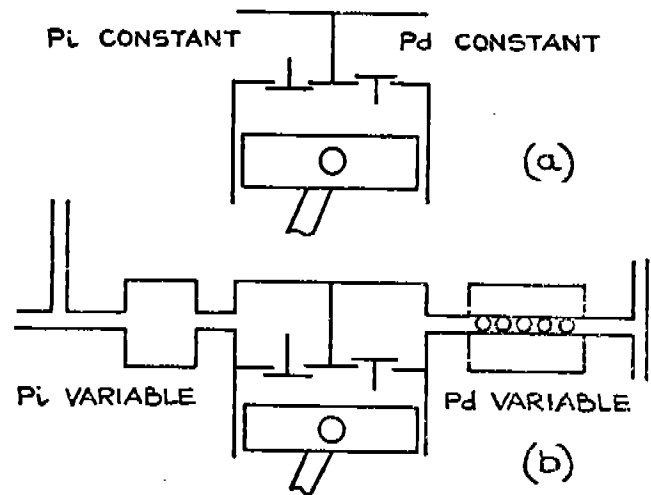 Pi CONSTANT
Pd CONSTANT
(a)
Pi VARIABLE
Pd VARIABLE
(b)